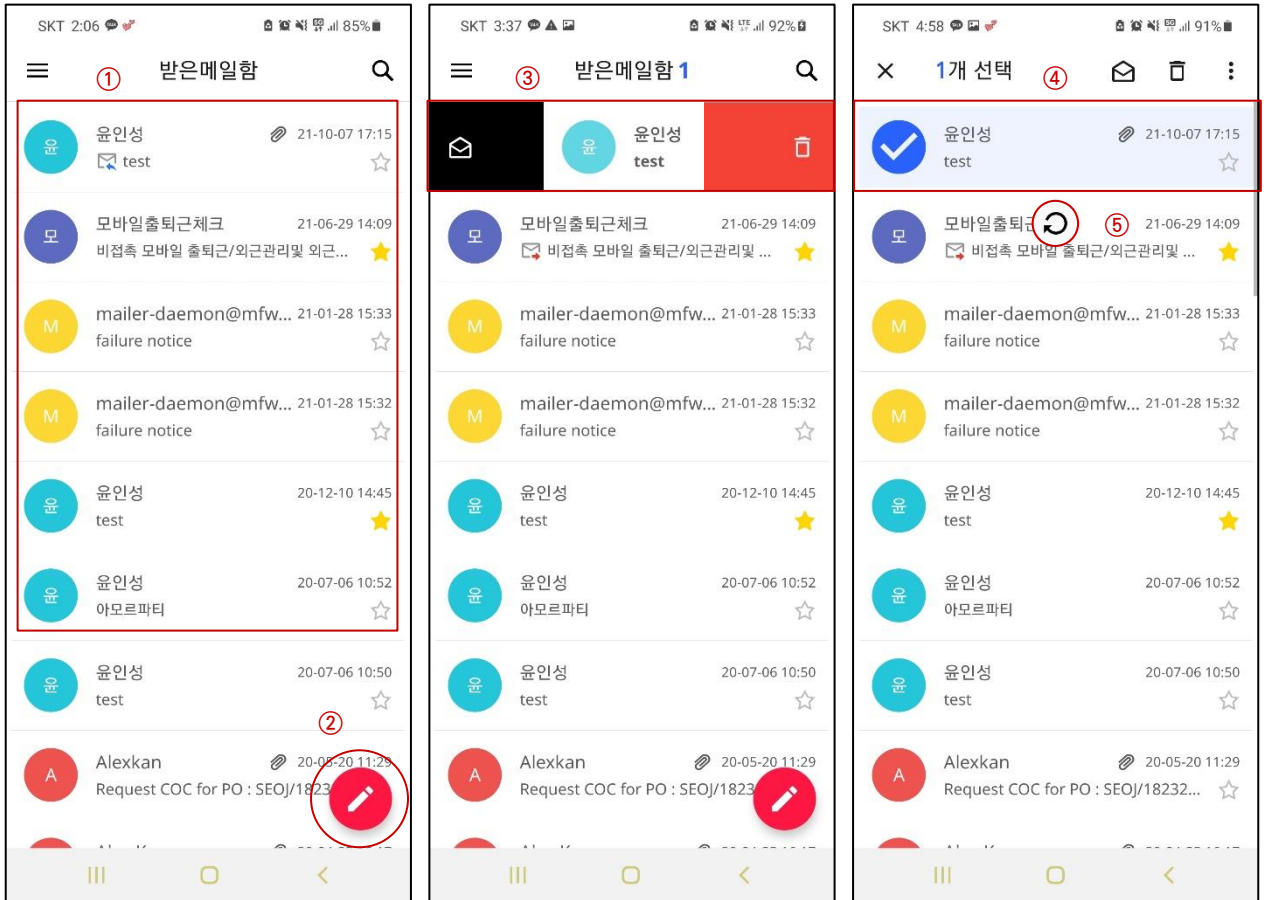 SKT 2:06 85%
① 받은메일함
윤 윤인성 21-10-07 17:15
test
모 모바일출퇴근체크 21-06-29 14:09
비접촉 모바일 출퇴근/외근관리및 외근...
M mailer-daemon@mfw... 21-01-28 15:33
failure notice
M mailer-daemon@mfw... 21-01-28 15:32
failure notice
윤 윤인성 20-12-10 14:45
test
윤 윤인성 20-07-06 10:52
아모르파티
윤 윤인성 20-07-06 10:50
test
②
A Alexkan 20-05-20 11:29
Request COC for PO : SEOJ/1823
SKT 3:37 LTE 92%
③ 받은메일함 1
윤 윤인성
test
모 모바일출퇴근체크 21-06-29 14:09
비접촉 모바일 출퇴근/외근관리및 ...
M mailer-daemon@mfw... 21-01-28 15:33
failure notice
M mailer-daemon@mfw... 21-01-28 15:32
failure notice
윤 윤인성 20-12-10 14:45
test
윤 윤인성 20-07-06 10:52
아모르파티
윤 윤인성 20-07-06 10:50
test
A Alexkan 20-05-20 11:29
Request COC for PO : SEOJ/1823
SKT 4:58 91%
1개 선택 ④
윤인성 21-10-07 17:15
test
모 모바일출퇴근 ⑤ 21-06-29 14:09
비접촉 모바일 출퇴근/외근관리및 ...
M mailer-daemon@mfw... 21-01-28 15:33
failure notice
M mailer-daemon@mfw... 21-01-28 15:32
failure notice
윤 윤인성 20-12-10 14:45
test
윤 윤인성 20-07-06 10:52
아모르파티
윤 윤인성 20-07-06 10:50
test
A Alexkan 20-05-20 11:29
Request COC for PO : SEOJ/18232...